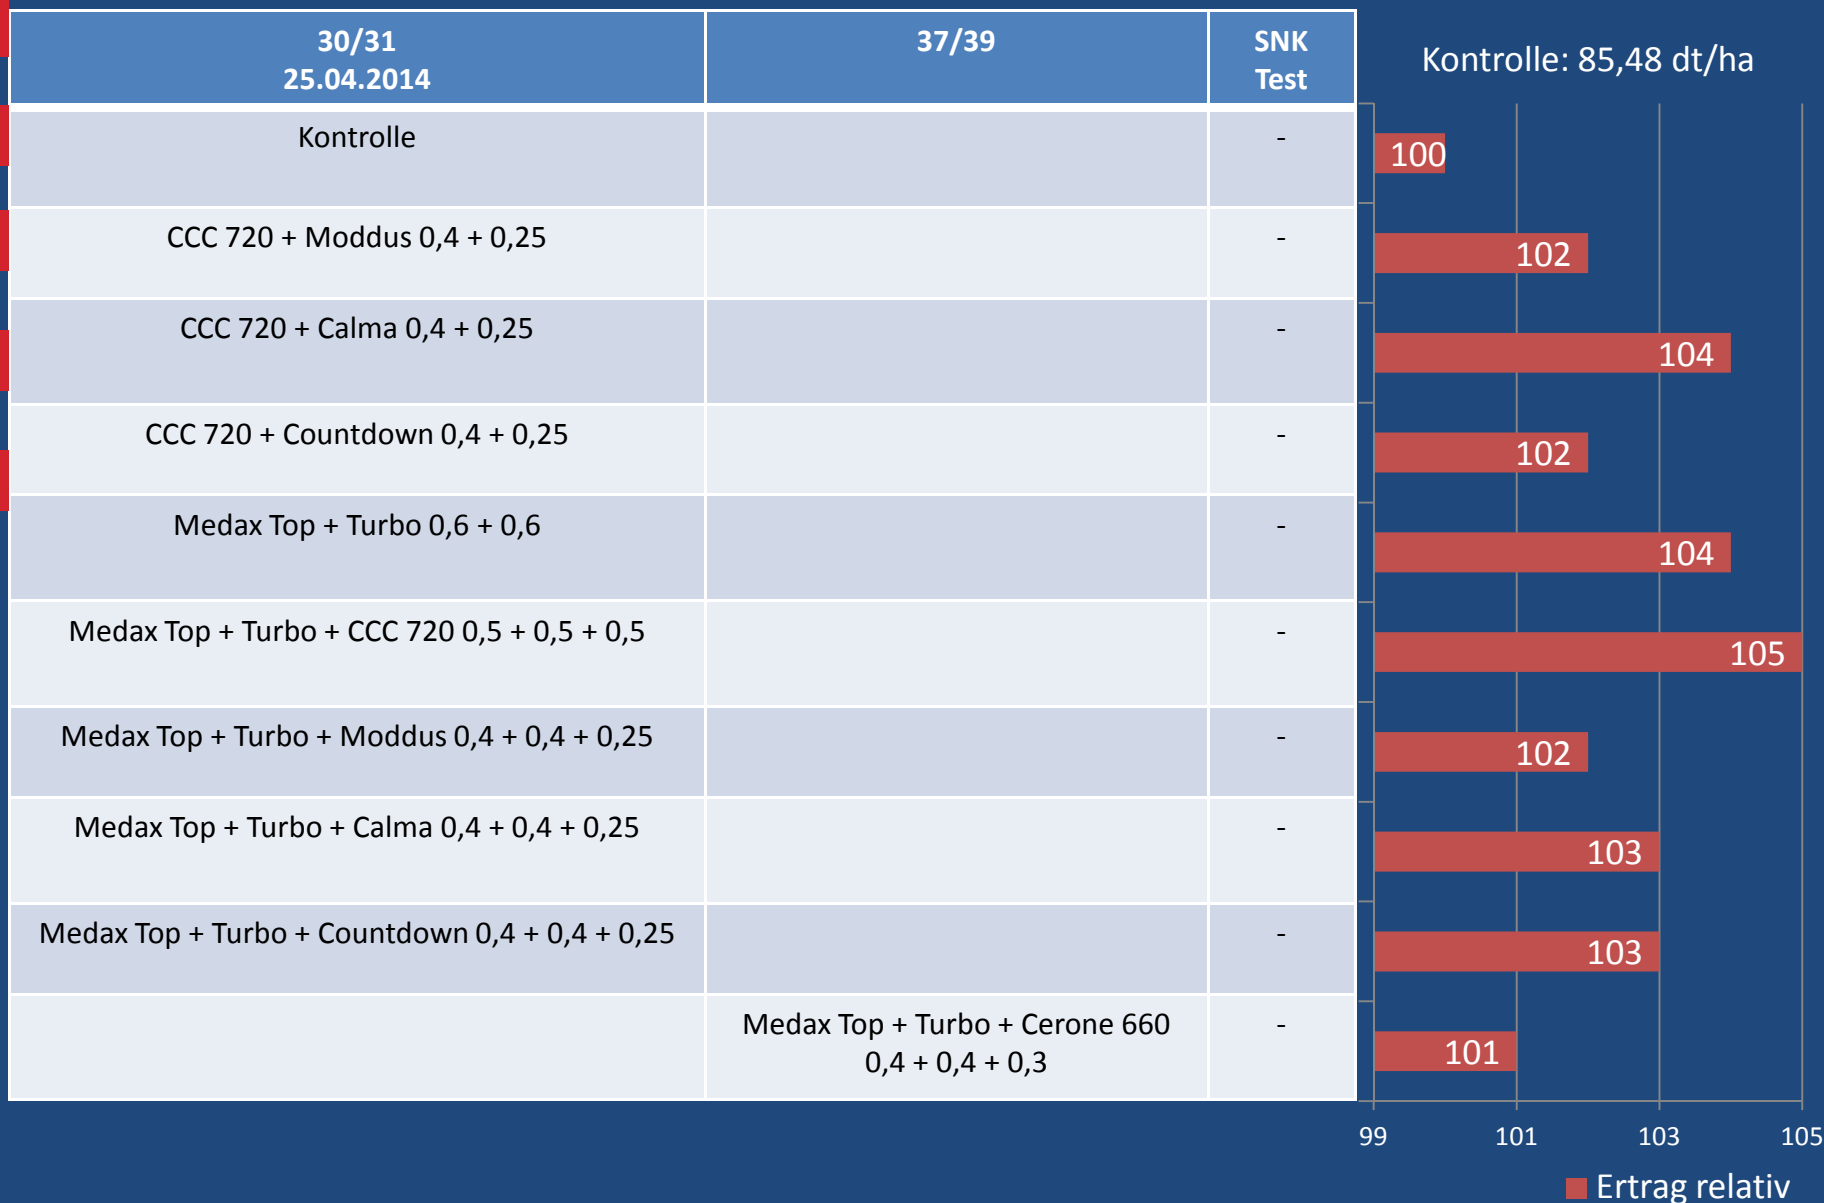 30/31
25.04.2014
37/39
SNK
Test
Kontrolle: 85,48 dt/ha
Kontrolle
-
100
CCC 720 + Moddus 0,4 + 0,25
-
102
CCC 720 + Calma 0,4 + 0,25
-
104
CCC 720 + Countdown 0,4 + 0,25
-
102
Medax Top + Turbo 0,6 + 0,6
-
104
Medax Top + Turbo + CCC 720 0,5 + 0,5 + 0,5
-
105
Medax Top + Turbo + Moddus 0,4 + 0,4 + 0,25
-
102
Medax Top + Turbo + Calma 0,4 + 0,4 + 0,25
-
103
Medax Top + Turbo + Countdown 0,4 + 0,4 + 0,25
-
103
Medax Top + Turbo + Cerone 660
0,4 + 0,4 + 0,3
-
101
99 101 103 105
Ertrag relativ